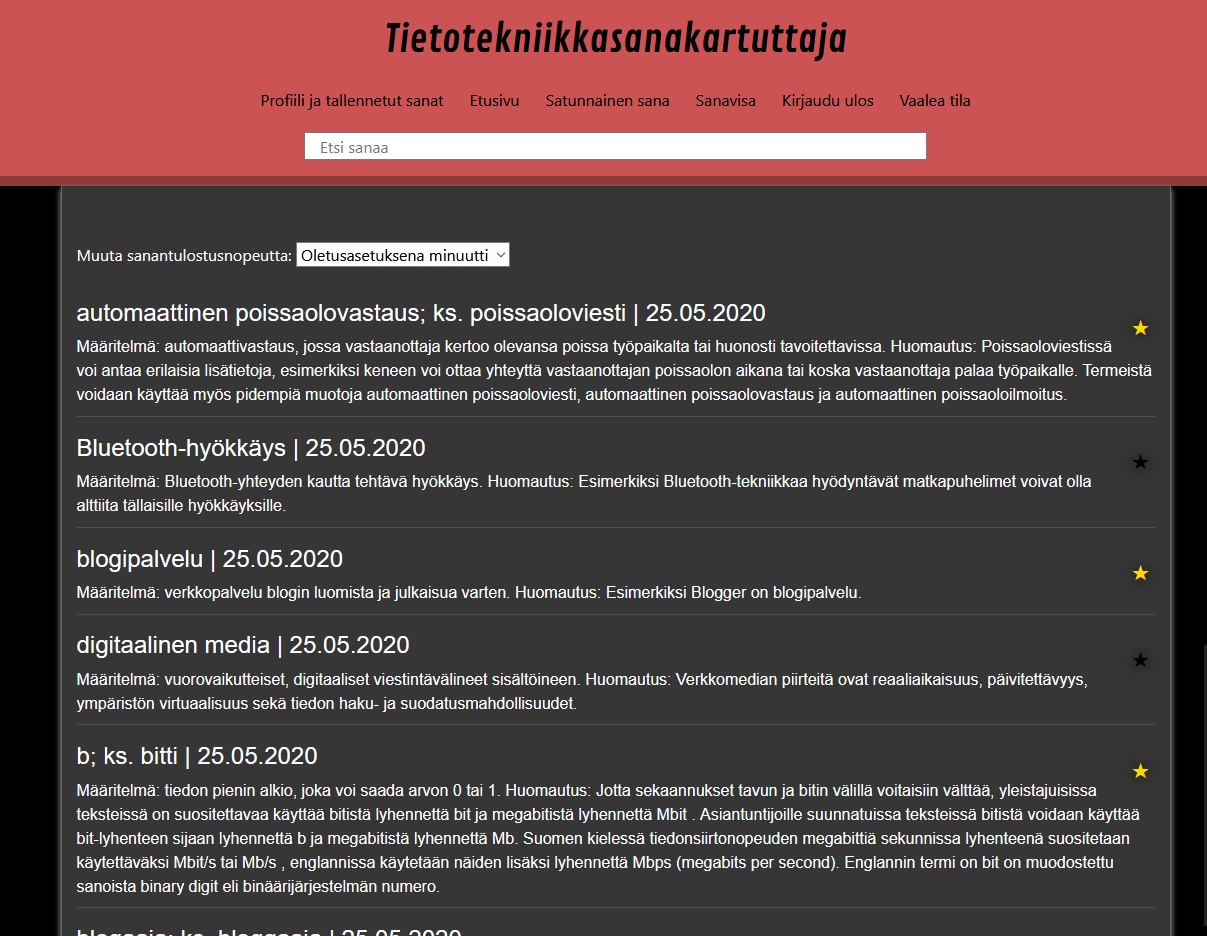 Tietotekniikkasanakartuttaja
Profiili ja tallennetut sanat Etusivu Satunnainen sana Sanavisa Kirjaudu ulos Vaalea tila
Etsi sanaa
Muuta sanantulostusnopeutta: Oletusasetuksena minuutti
automaattinen poissaolovastaus; ks. poissaoloviesti | 25.05.2020
Määritelmä: automaattivastaus, jossa vastaanottaja kertoo olevansa poissa työpaikalta tai huonosti tavoitettavissa. Huomautus: Poissaoloviestissä
voi antaa erilaisia lisätietoja, esimerkiksi keneen voi ottaa yhteyttä vastaanottajan poissaolon aikana tai koska vastaanottaja palaa työpaikalle. Termeistä
voidaan käyttää myös pidempiä muotoja automaattinen poissaoloviesti, automaattinen poissaolovastaus ja automaattinen poissaoloilmoitus.
Bluetooth-hyökkäys | 25.05.2020
Määritelmä: Bluetooth-yhteyden kautta tehtävä hyökkäys. Huomautus: Esimerkiksi Bluetooth-tekniikkaa hyödyntävät matkapuhelimet voivat olla
alttiita tällaisille hyökkäyksille.
blogipalvelu | 25.05.2020
Määritelmä: verkkopalvelu blogin luomista ja julkaisua varten. Huomautus: Esimerkiksi Blogger on blogipalvelu.
digitaalinen media | 25.05.2020
Määritelmä: vuorovaikutteiset, digitaaliset viestintävälineet sisältöineen. Huomautus: Verkkomedian piirteitä ovat reaaliaikaisuus, päivitettävyys,
ympäristön virtuaalisuus sekä tiedon haku- ja suodatusmahdollisuudet.
b; ks. bitti | 25.05.2020
Määritelmä: tiedon pienin alkio, joka voi saada arvon 0 tai 1. Huomautus: Jotta sekaannukset tavun ja bitin välillä voitaisiin välttää, yleistajuisissa
teksteissä on suositettavaa käyttää bitistä lyhennettä bit ja megabitistä lyhennettä Mbit . Asiantuntijoille suunnatuissa teksteissä bitistä voidaan käyttää
bit-lyhenteen sijaan lyhennettä b ja megabitistä lyhennettä Mb. Suomen kielessä tiedonsiirtonopeuden megabittiä sekunnissa lyhenteenä suositetaan
käytettäväksi Mbit/s tai Mb/s , englannissa käytetään näiden lisäksi lyhennettä Mbps (megabits per second). Englannin termi on bit on muodostettu
sanoista binary digit eli binäärijärjestelmän numero.
blogaaja; ks. bloggaaja | 25.05.2020